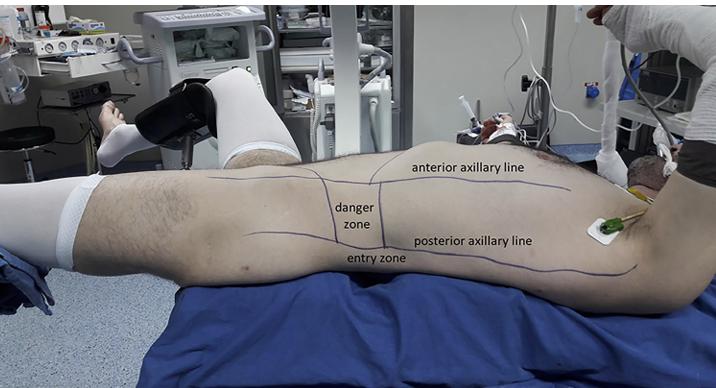 anterior axillary line
danger
zone
posterior axillary line
entry zone